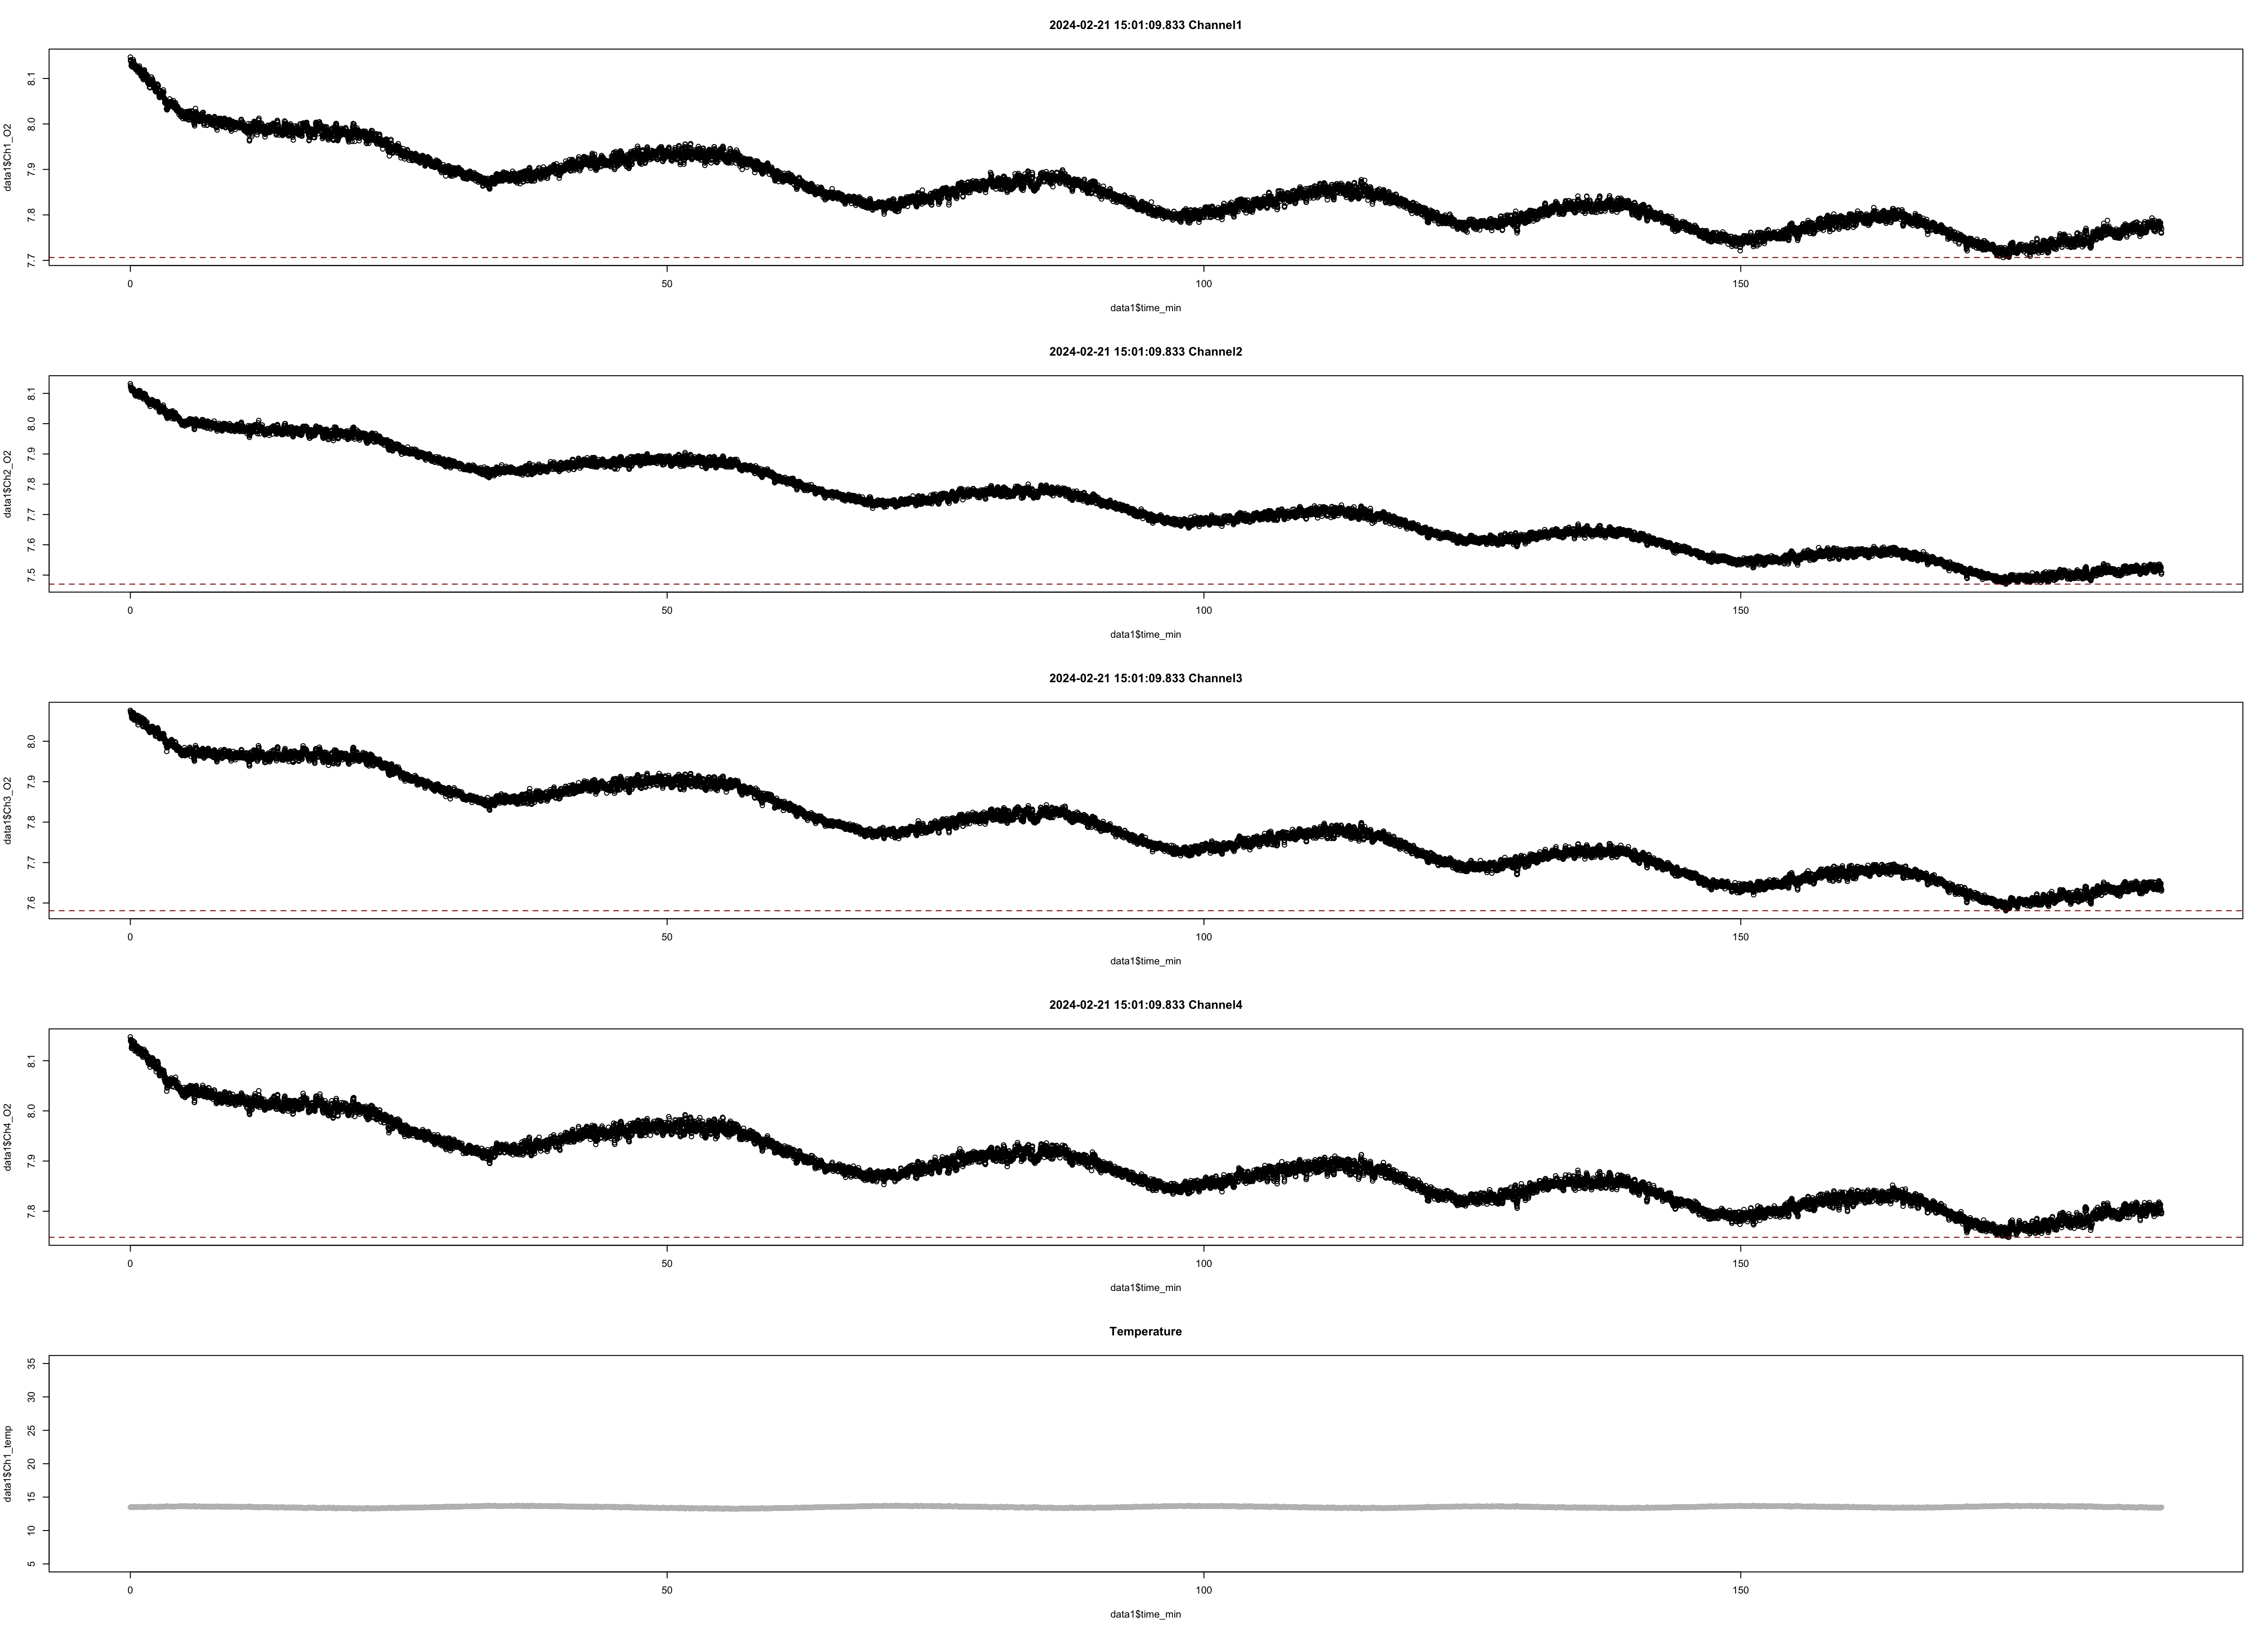 2024-02-21 15:01:09.833 Channel1
data1$Ch1_O2
8.1
8.0
7.9
7.8
7.7
0 50 100 150
data1$time_min
2024-02-21 15:01:09.833 Channel2
data1$Ch2_O2
8.1
8.0
7.9
7.8
7.7
7.6
7.5
0 50 100 150
data1$time_min
2024-02-21 15:01:09.833 Channel3
data1$Ch3_O2
8.0
7.9
7.8
7.7
7.6
0 50 100 150
data1$time_min
2024-02-21 15:01:09.833 Channel4
data1$Ch4_O2
8.1
8.0
7.9
7.8
0 50 100 150
data1$time_min
Temperature
data1$Ch1_temp
35
30
25
20
15
10
5
0 50 100 150
data1$time_min